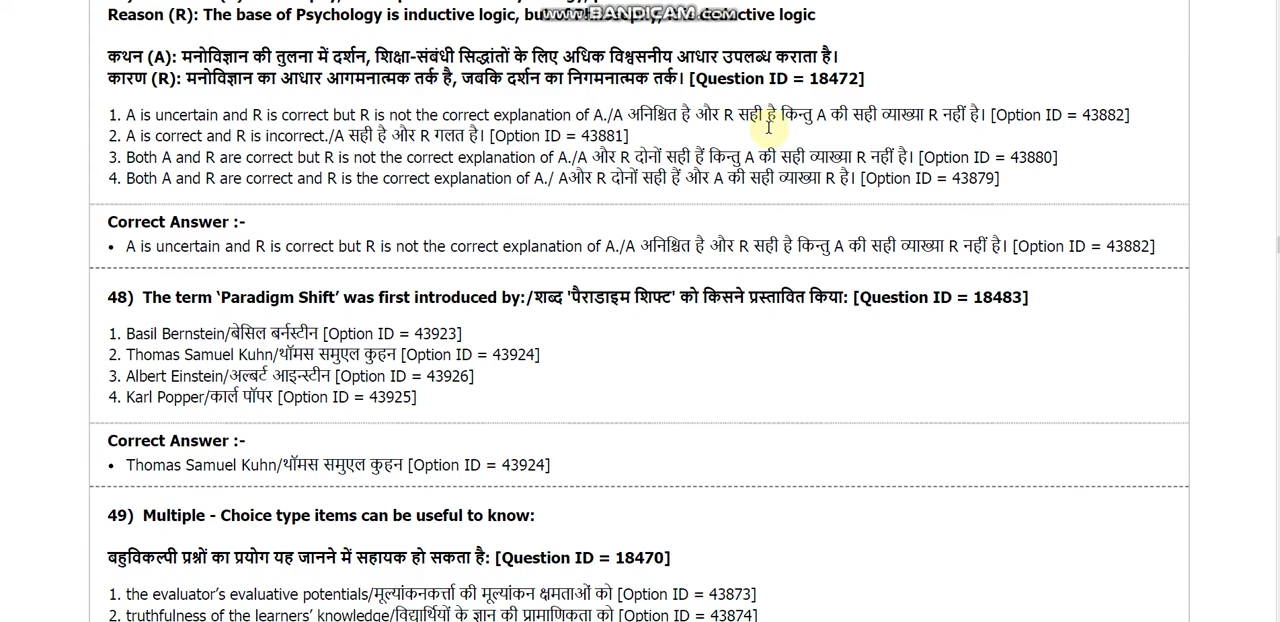 Reason (R): The base of Psychology is inductive logic, but
ductive logic
www.BANDICAM.com
कथन (A): मनोविज्ञान की तुलना में दर्शन, शिक्षा-संबंधी सिद्धांतों के लिए अधिक विश्वसनीय आधार उपलब्ध कराता है।
कारण (R): मनोविज्ञान का आधार आगमनात्मक तर्क है, जबकि दर्शन का निगमनात्मक तर्क। [Question ID = 18472]
1. A is uncertain and R is correct but R is not the correct explanation of A./A अनिश्चित है और R सही है किन्तु A की सही व्याख्या R नहीं है। [Option ID = 43882]
2. A is correct and R is incorrect./A सही है और R गलत है। [Option ID = 43881]
3. Both A and R are correct but R is not the correct explanation of A./A और R दोनों सही हैं किन्तु A की सही व्याख्या R नहीं है। [Option ID = 43880]
4. Both A and R are correct and R is the correct explanation of A./ Aऔर R दोनों सही हैं और A की सही व्याख्या R है। [Option ID = 43879]
Correct Answer :-
• A is uncertain and R is correct but R is not the correct explanation of A./A अनिश्चित है और R सही है किन्तु A की सही व्याख्या R नहीं है। [Option ID = 43882]
48) The term ‘Paradigm Shift’ was first introduced by:/शब्द 'पैराडाइम शिफ्ट' को किसने प्रस्तावित किया: [Question ID = 18483]
1. Basil Bernstein/बेसिल बर्नस्टीन [Option ID = 43923]
2. Thomas Samuel Kuhn/थॉमस समुएल कुहन [Option ID = 43924]
3. Albert Einstein/अल्बर्ट आइन्स्टीन [Option ID = 43926]
4. Karl Popper/कार्ल पॉपर [Option ID = 43925]
Correct Answer :-
• Thomas Samuel Kuhn/थॉमस समुएल कुहन [Option ID = 43924]
49) Multiple - Choice type items can be useful to know:
बहुविकल्पी प्रश्नों का प्रयोग यह जानने में सहायक हो सकता है: [Question ID = 18470]
1. the evaluator’s evaluative potentials/मूल्यांकनकर्त्ता की मूल्यांकन क्षमताओं को [Option ID = 43873]
2. truthfulness of the learners’ knowledge/विद्यार्थियों के ज्ञान की प्रामाणिकता को [Option ID = 43874]